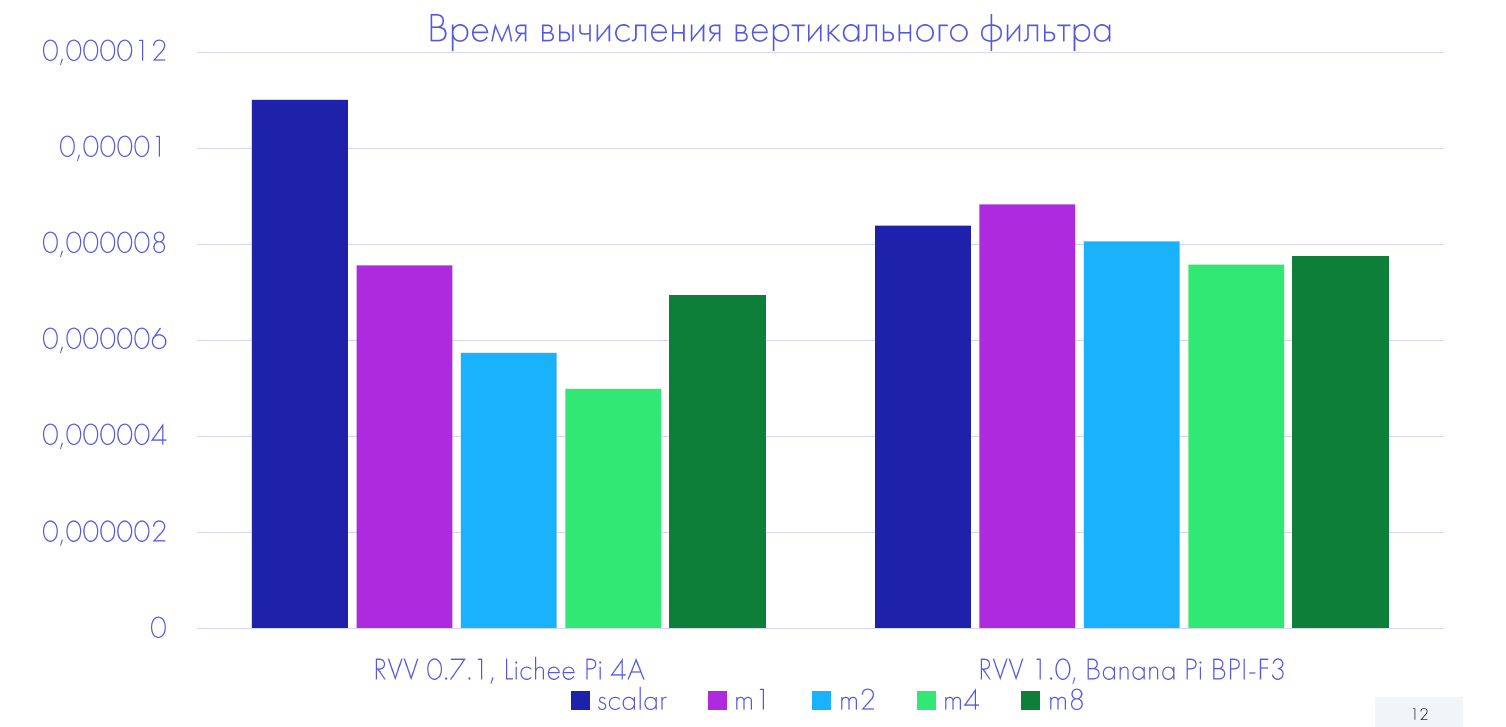 Время вычисления вертикального фильтра
0,000012
0,00001
0,000008
0,000006
0,000004
0,000002
0
RVV 0.7.1, Lichee Pi 4A
RVV 1.0, Banana Pi BPI-F3
scalar m1 m2 m4 m8
12